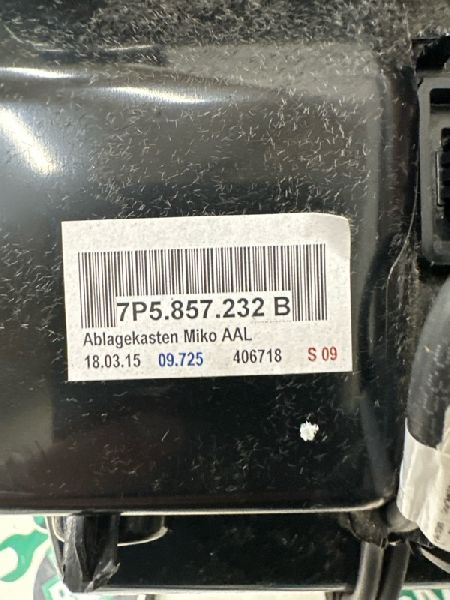 7P5.857.232 B
Ablagekasten Miko AAL
18.03.15 09.725 406718 S 09